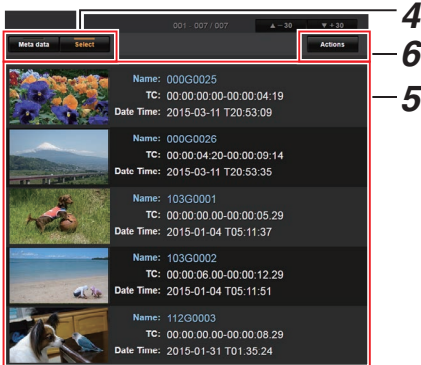 4
001 - 007 / 007 ▲ −30 ▼ +30
Meta data Select Actions
6
Name: 000G0025
TC: 00:00:00:00-00:00:04:19
Date Time: 2015-03-11 T20:53:09
5
Name: 000G0026
TC: 00:00:04:20-00:00:09:14
Date Time: 2015-03-11 T20:53:35
Name: 103G0001
TC: 00:00:00.00-00:00:05.29
Date Time: 2015-01-04 T05:11:37
Name: 103G0002
TC: 00:00:06.00-00:00:12.29
Date Time: 2015-01-04 T05:11:51
Name: 112G0003
TC: 00:00:00.00-00:00:08.29
Date Time: 2015-01-31 T01.35.24